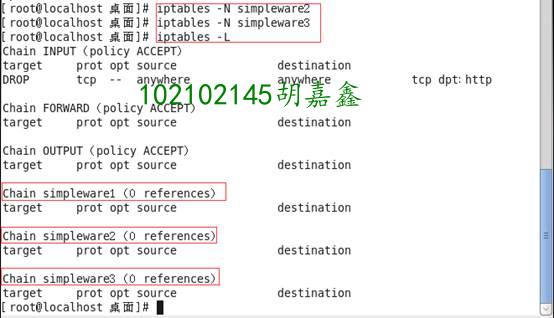 [root@localhost 桌面]# iptables -N simpleware2
[root@localhost 桌面]# iptables -N simpleware3
[root@localhost 桌面]# iptables -L
Chain INPUT (policy ACCEPT)
target     prot opt source               destination
DROP       tcp  --  anywhere             anywhere            tcp dpt:http
102102145胡嘉鑫
Chain FORWARD (policy ACCEPT)
target     prot opt source               destination
Chain OUTPUT (policy ACCEPT)
target     prot opt source               destination
Chain simpleware1 (0 references)
target     prot opt source               destination
Chain simpleware2 (0 references)
target     prot opt source               destination
Chain simpleware3 (0 references)
target     prot opt source               destination
[root@localhost 桌面]#